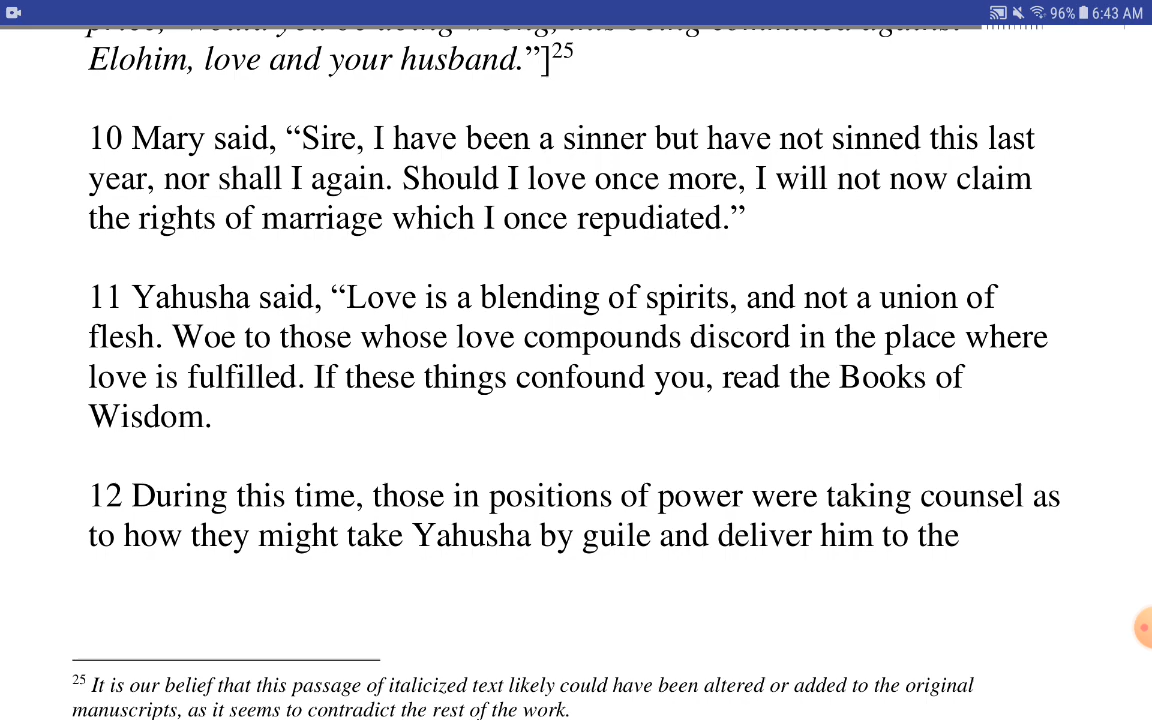 96% 6:43 AM
Elohim, love and your husband.”]25
10 Mary said, “Sire, I have been a sinner but have not sinned this last
year, nor shall I again. Should I love once more, I will not now claim
the rights of marriage which I once repudiated.”
11 Yahusha said, “Love is a blending of spirits, and not a union of
flesh. Woe to those whose love compounds discord in the place where
love is fulfilled. If these things confound you, read the Books of
Wisdom.
12 During this time, those in positions of power were taking counsel as
to how they might take Yahusha by guile and deliver him to the
25 It is our belief that this passage of italicized text likely could have been altered or added to the original
manuscripts, as it seems to contradict the rest of the work.